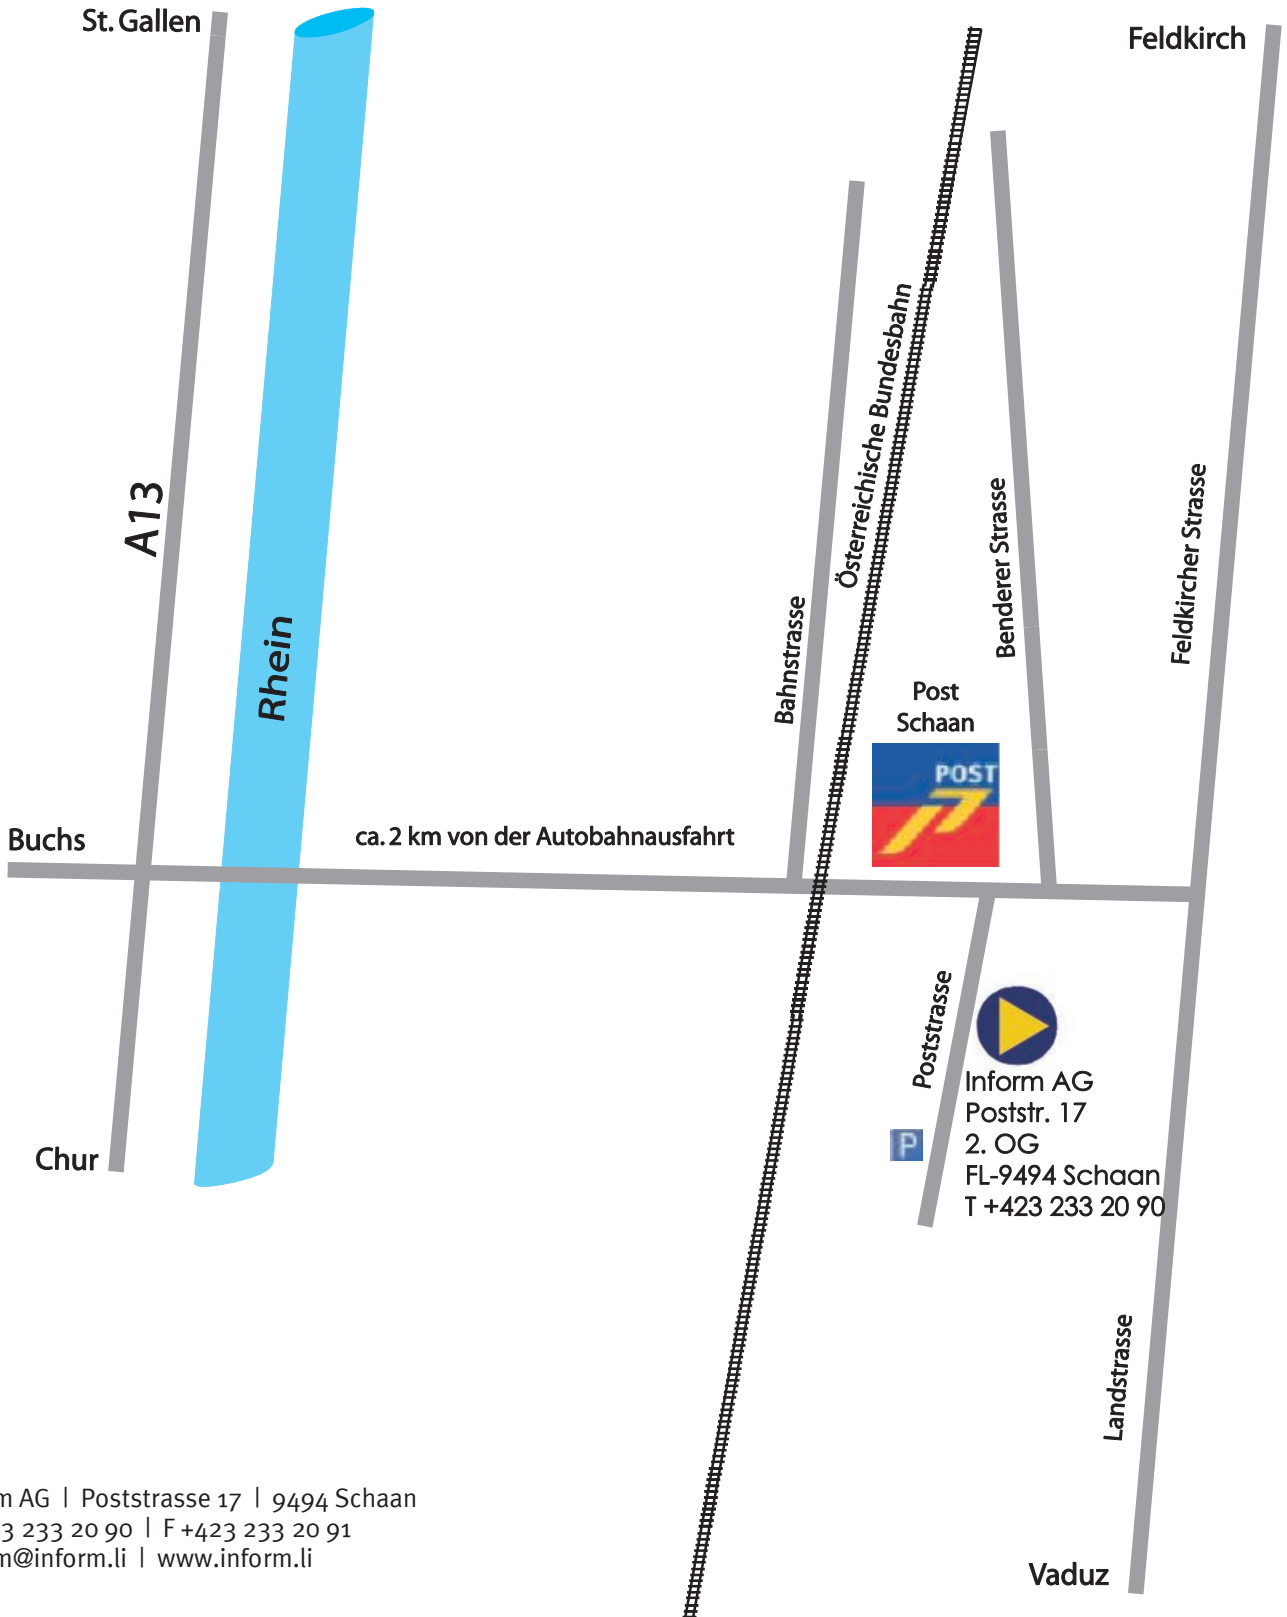 St. Gallen
Feldkirch
A13
Rhein
Österreichische Bundesbahn
Benderer Strasse
Feldkircher Strasse
Bahnstrasse
Post
Schaan
POST
Buchs
ca. 2 km von der Autobahnausfahrt
Poststrasse
Inform AG
Poststr. 17
2. OG
FL-9494 Schaan
T +423 233 20 90
P
Chur
Landstrasse
m AG | Poststrasse 17 | 9494 Schaan
3 233 20 90 | F +423 233 20 91
m@inform.li | www.inform.li
Vaduz